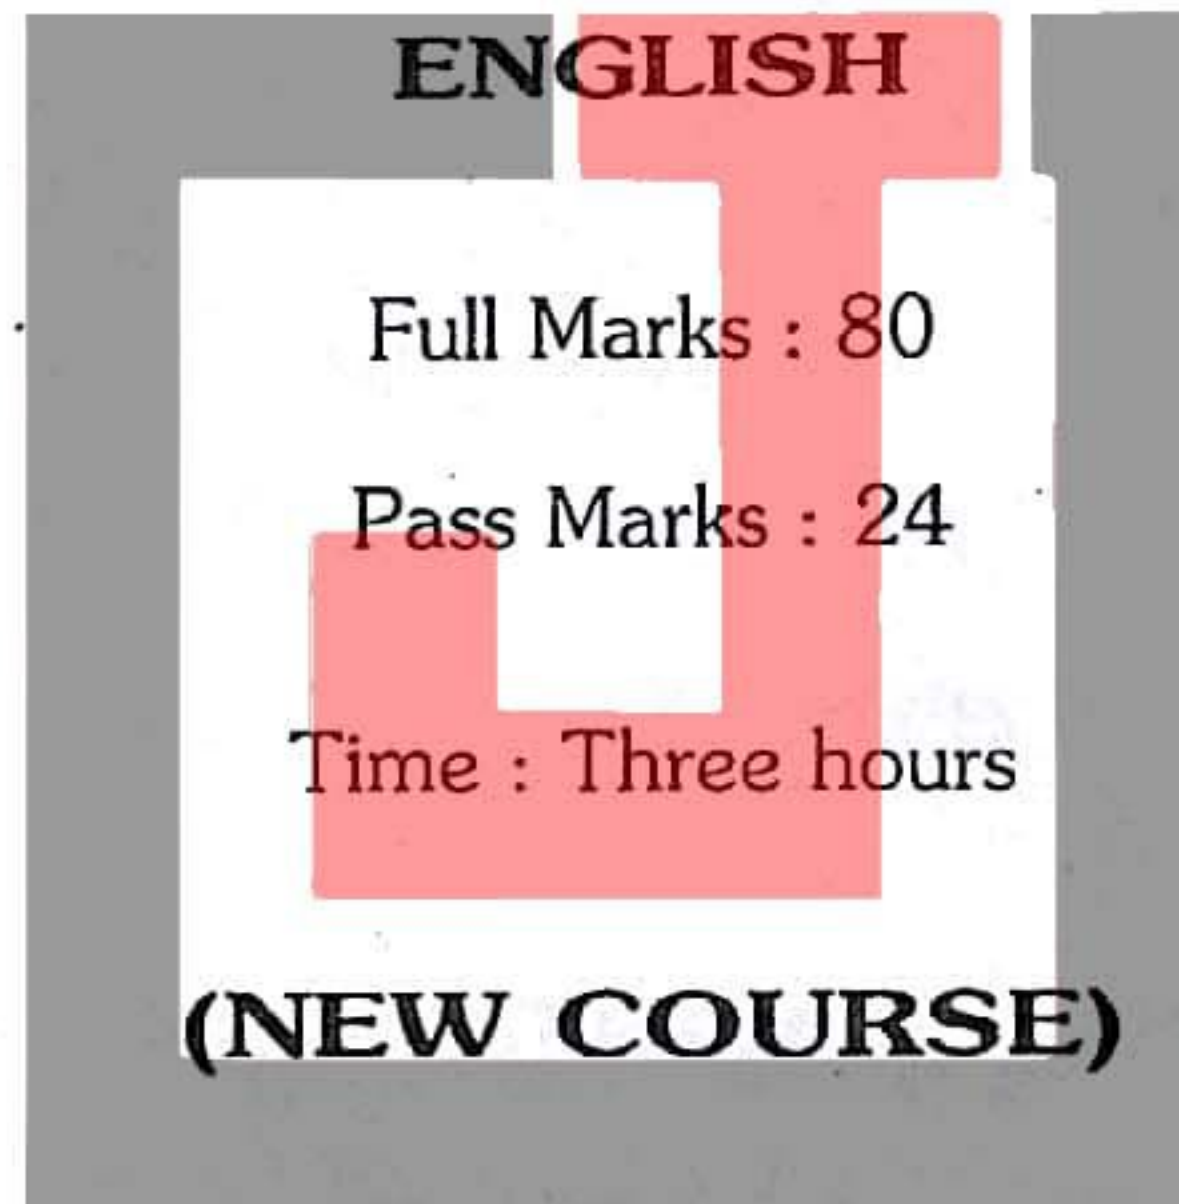 ENGLISH
Full Marks : 80
Pass Marks : 24
Time : Three hours
(NEW COURSE)